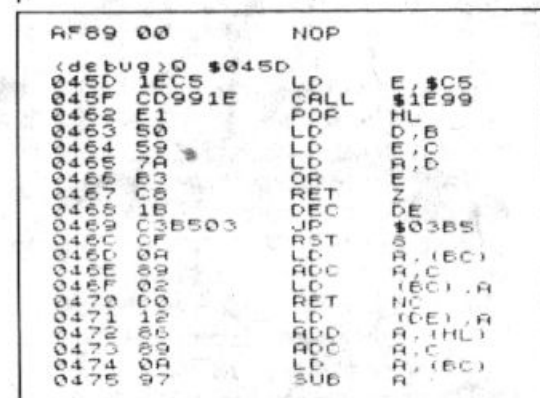 AF89 00 NOP
<debug>Q $045D
045D 1EC5 LD E,$C5
045F CD991E CALL $1E99
0462 E1 POP HL
0463 50 LD D,B
0464 59 LD E,C
0465 7A LD A,D
0466 B3 OR E
0467 C8 RET Z
0468 1B DEC DE
0469 C3B503 JP $03B5
046C CF RST 8
046D 0A LD A,(BC)
046E 89 ADC A,C
046F 02 LD (BC),A
0470 D0 RET NC
0471 12 LD (DE),A
0472 86 ADD A,(HL)
0473 89 ADC A,C
0474 0A LD A,(BC)
0475 97 SUB A